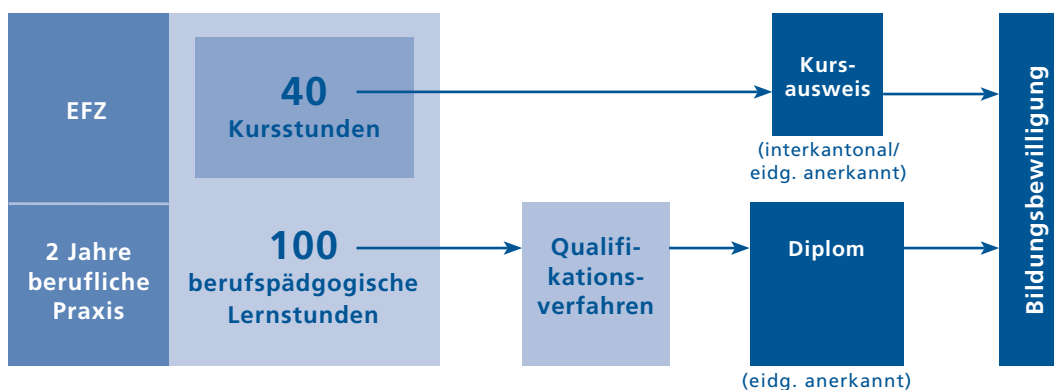 EFZ
2 Jahre
berufliche
Praxis
40
Kursstunden
100
berufspädgogische
Lernstunden
Qualifi-
kations-
verfahren
Kurs-
ausweis
(interkantonal/
eidg. anerkannt)
Diplom
(eidg. anerkannt)
Bildungsbewilligung